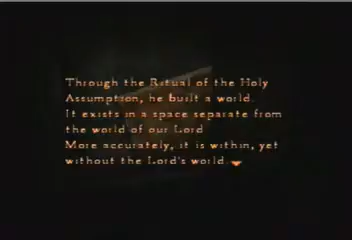 Through the Ritual of the Holy
Assumption, he built a world.
It exists in a space separate from
the world of our Lord
More accurately, it is within, yet
without the Lord's world.